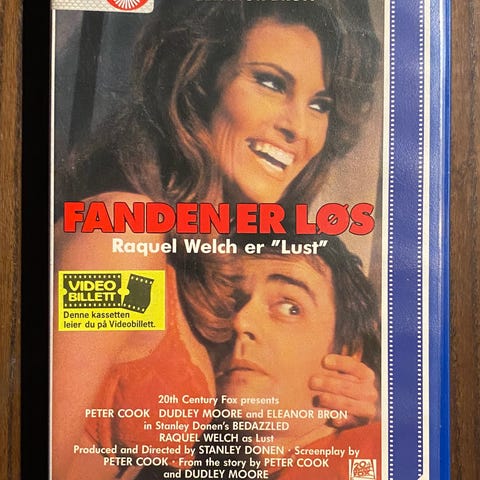 FANDEN ER LØS
Raquel Welch er "Lust"
VIDEO
BILLETT
Denne kassetten
leier du på Videobillett.
20th Century Fox presents
PETER COOK DUDLEY MOORE and ELEANOR BRON
in Stanley Donen's BEDAZZLED
RAQUEL WELCH as Lust
Produced and Directed by STANLEY DONEN · Screenplay by
PETER COOK · From the story by PETER COOK
and DUDLEY MOORE